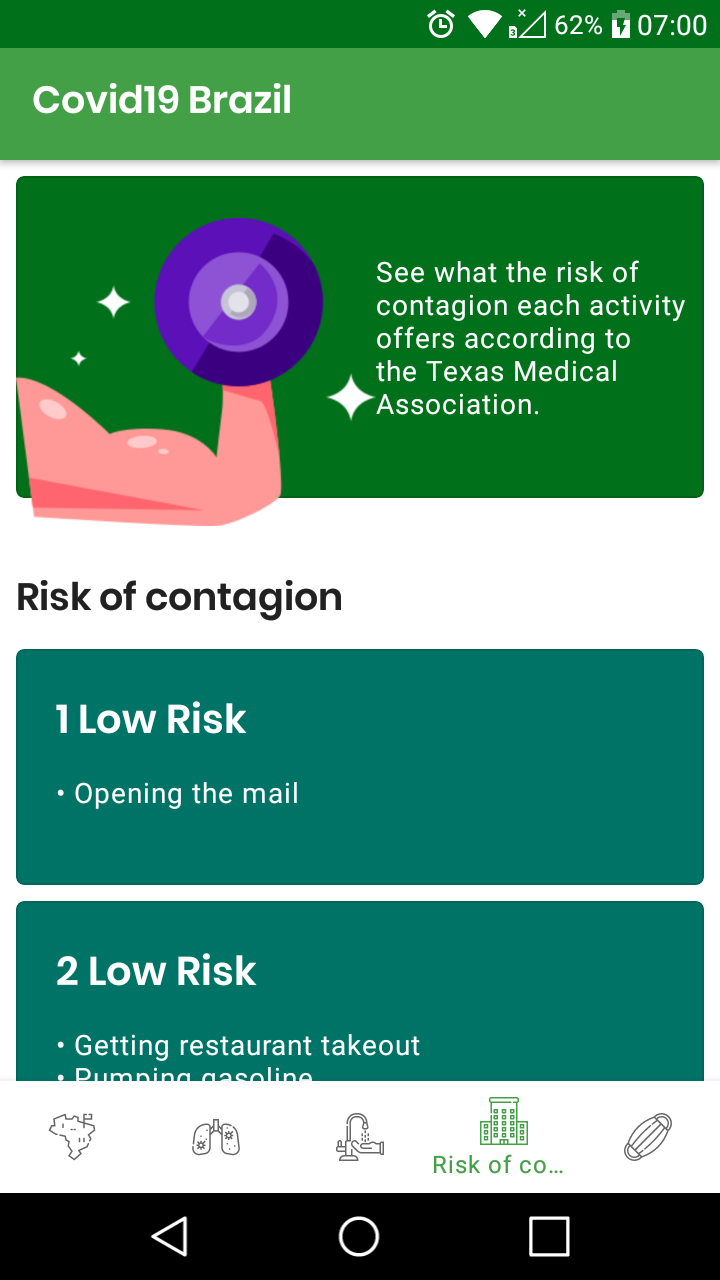 62% 07:00
Covid19 Brazil
See what the risk of
contagion each activity
offers according to
the Texas Medical
Association.
Risk of contagion
1 Low Risk
• Opening the mail
2 Low Risk
• Getting restaurant takeout
• Pumping gasoline
Risk of co...